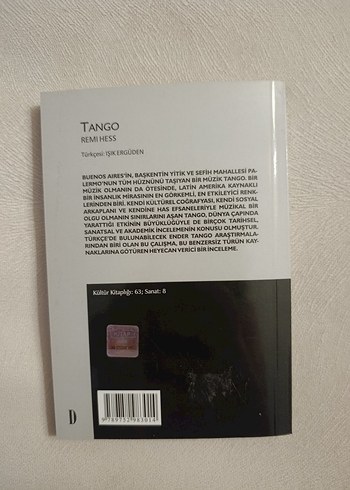 TANGO
REMI HESS
Türkçesi: IŞIK ERGÜDEN
BUENOS AIRES'İN, BAŞKENTİN YİTİK VE SEFİH MAHALLESİ PA-
LERMO'NUN TÜM HÜZNÜNÜ TAŞIYAN BİR MÜZİK TANGO. BİR
MÜZİK OLMANIN DA ÖTESİNDE, LATİN AMERİKA KAYNAKLI
BİR İNSANLIK MİRASININ EN GÖRKEMLİ, EN ETKİLEYİCİ RENK-
LERİNDEN BİRİ. KENDİ KÜLTÜREL COĞRAFYASI, KENDİ SOSYAL
ARKAPLANI VE KENDİNE HAS EFSANELERİYLE MÜZİKAL BİR
OLGU OLMANIN SINIRLARINI AŞAN TANGO, DÜNYA ÇAPINDA
YARATTIĞI ETKİNİN BÜYÜKLÜĞÜYLE DE BİRÇOK TARİHSEL,
SANATSAL VE AKADEMİK İNCELEMENİN KONUSU OLMUŞTUR.
TÜRKÇE'DE BULUNABİLECEK ENDER TANGO ARAŞTIRMALA-
RINDAN BİRİ OLAN BU ÇALIŞMA, BU BENZERSİZ TÜRÜN KAY-
NAKLARINA GÖTÜREN HEYECAN VERİCİ BİR İNCELEME.
Kültür Kitaplığı: 63; Sanat: 8
D
9789752983014